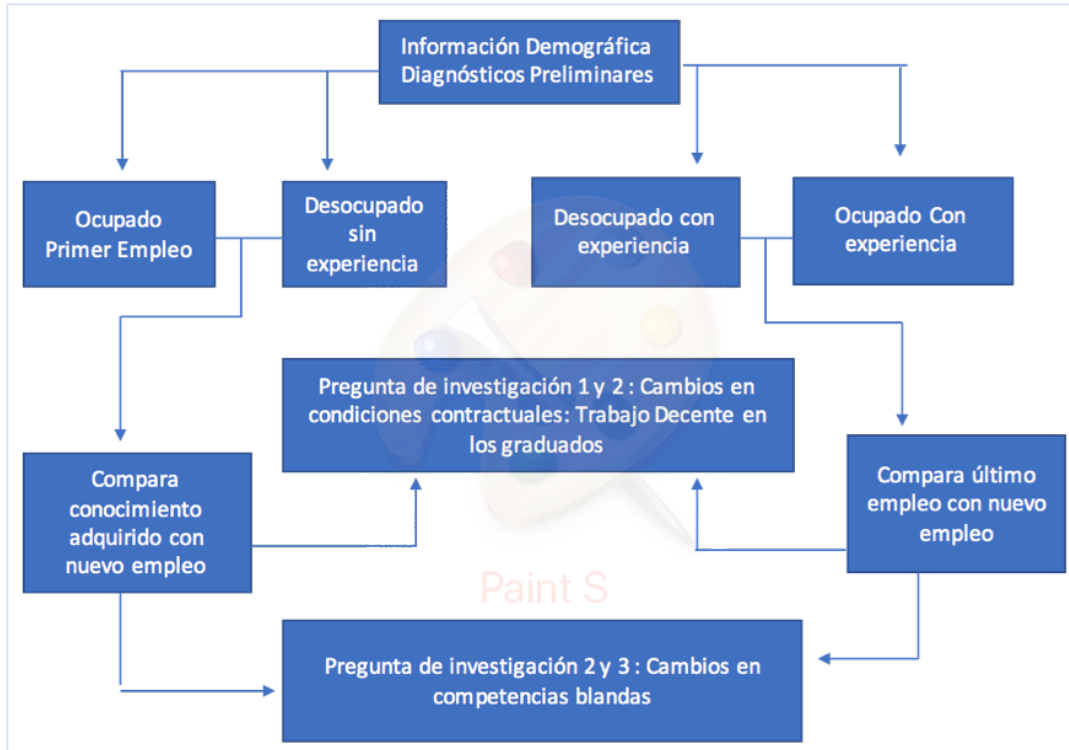 Información Demográfica
Diagnósticos Preliminares
Ocupado
Primer Empleo
Desocupado
sin
experiencia
Desocupado con
experiencia
Ocupado Con
experiencia
Pregunta de investigación 1 y 2 : Cambios en
condiciones contractuales: Trabajo Decente en
los graduados
Compara
conocimiento
adquirido con
nuevo empleo
Compara último
empleo con nuevo
empleo
Paint S
Pregunta de investigación 2 y 3 : Cambios en
competencias blandas